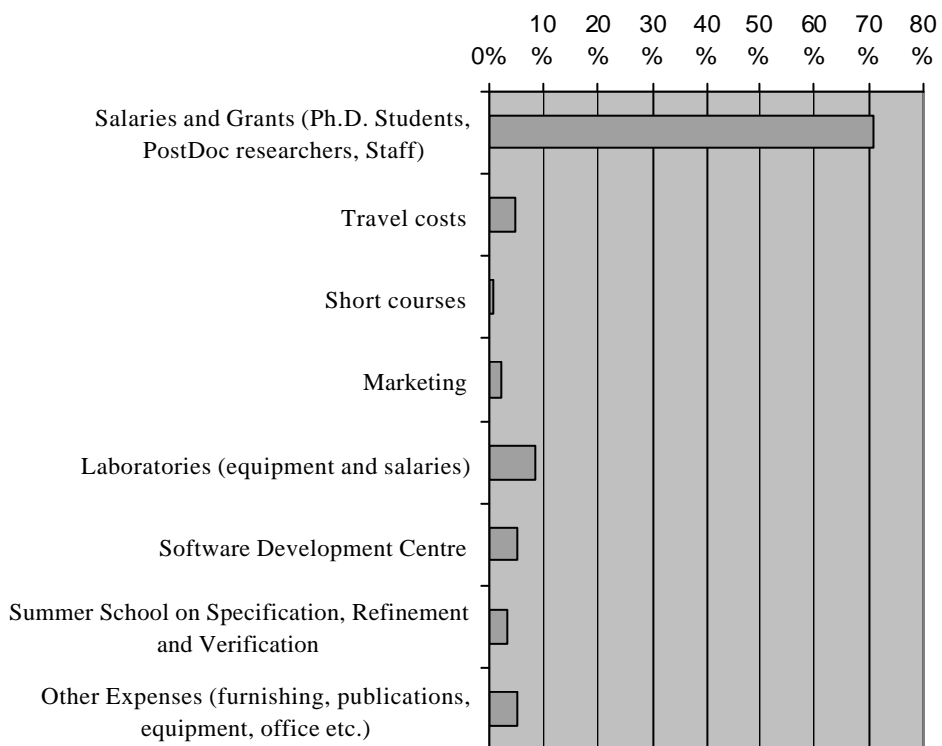 10 20 30 40 50 60 70 80
0% % % % % % % % %
Salaries and Grants (Ph.D. Students,
PostDoc researchers, Staff)
Travel costs
Short courses
Marketing
Laboratories (equipment and salaries)
Software Development Centre
Summer School on Specification, Refinement
and Verification
Other Expenses (furnishing, publications,
equipment, office etc.)